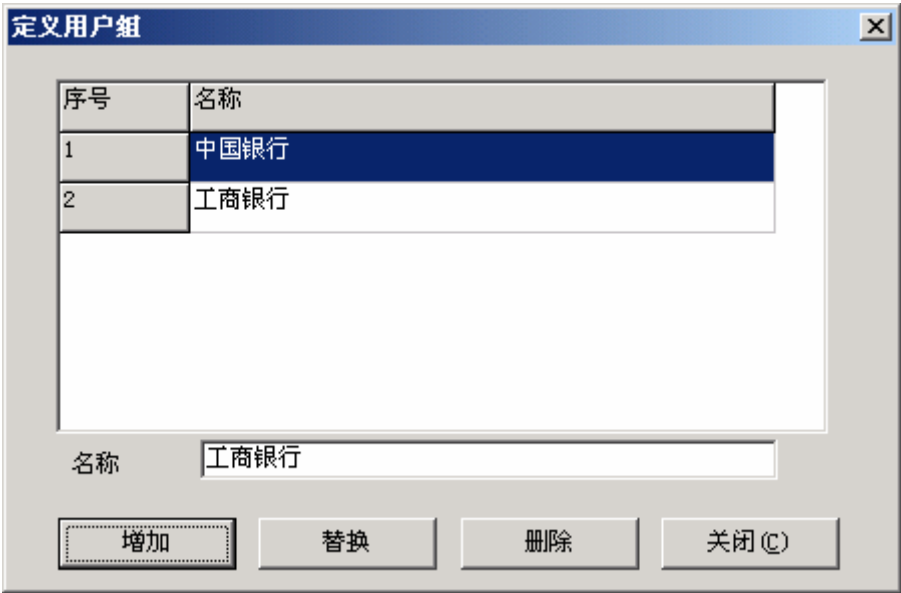 定义用户组
序号 名称
1 中国银行
2 工商银行
名称 工商银行
增加 替换 删除 关闭(C)